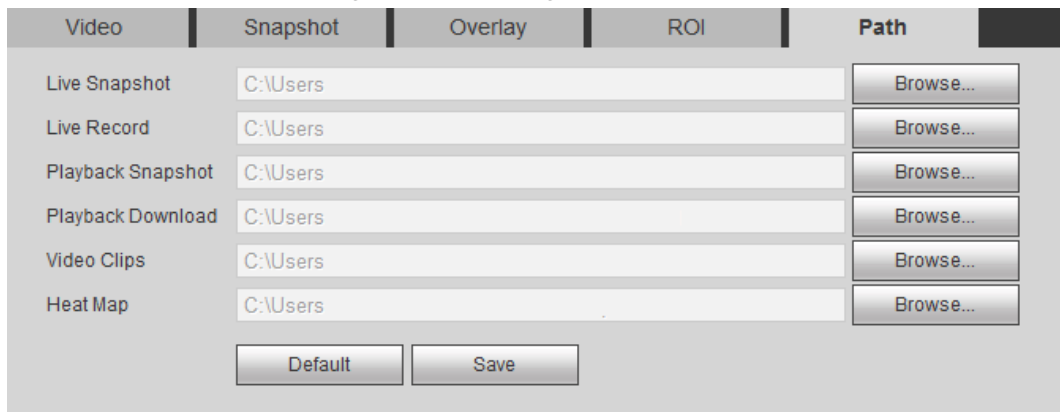 Video Snapshot Overlay ROI Path
Live Snapshot C:\Users Browse...
Live Record C:\Users Browse...
Playback Snapshot C:\Users Browse...
Playback Download C:\Users Browse...
Video Clips C:\Users Browse...
Heat Map C:\Users Browse...
Default Save